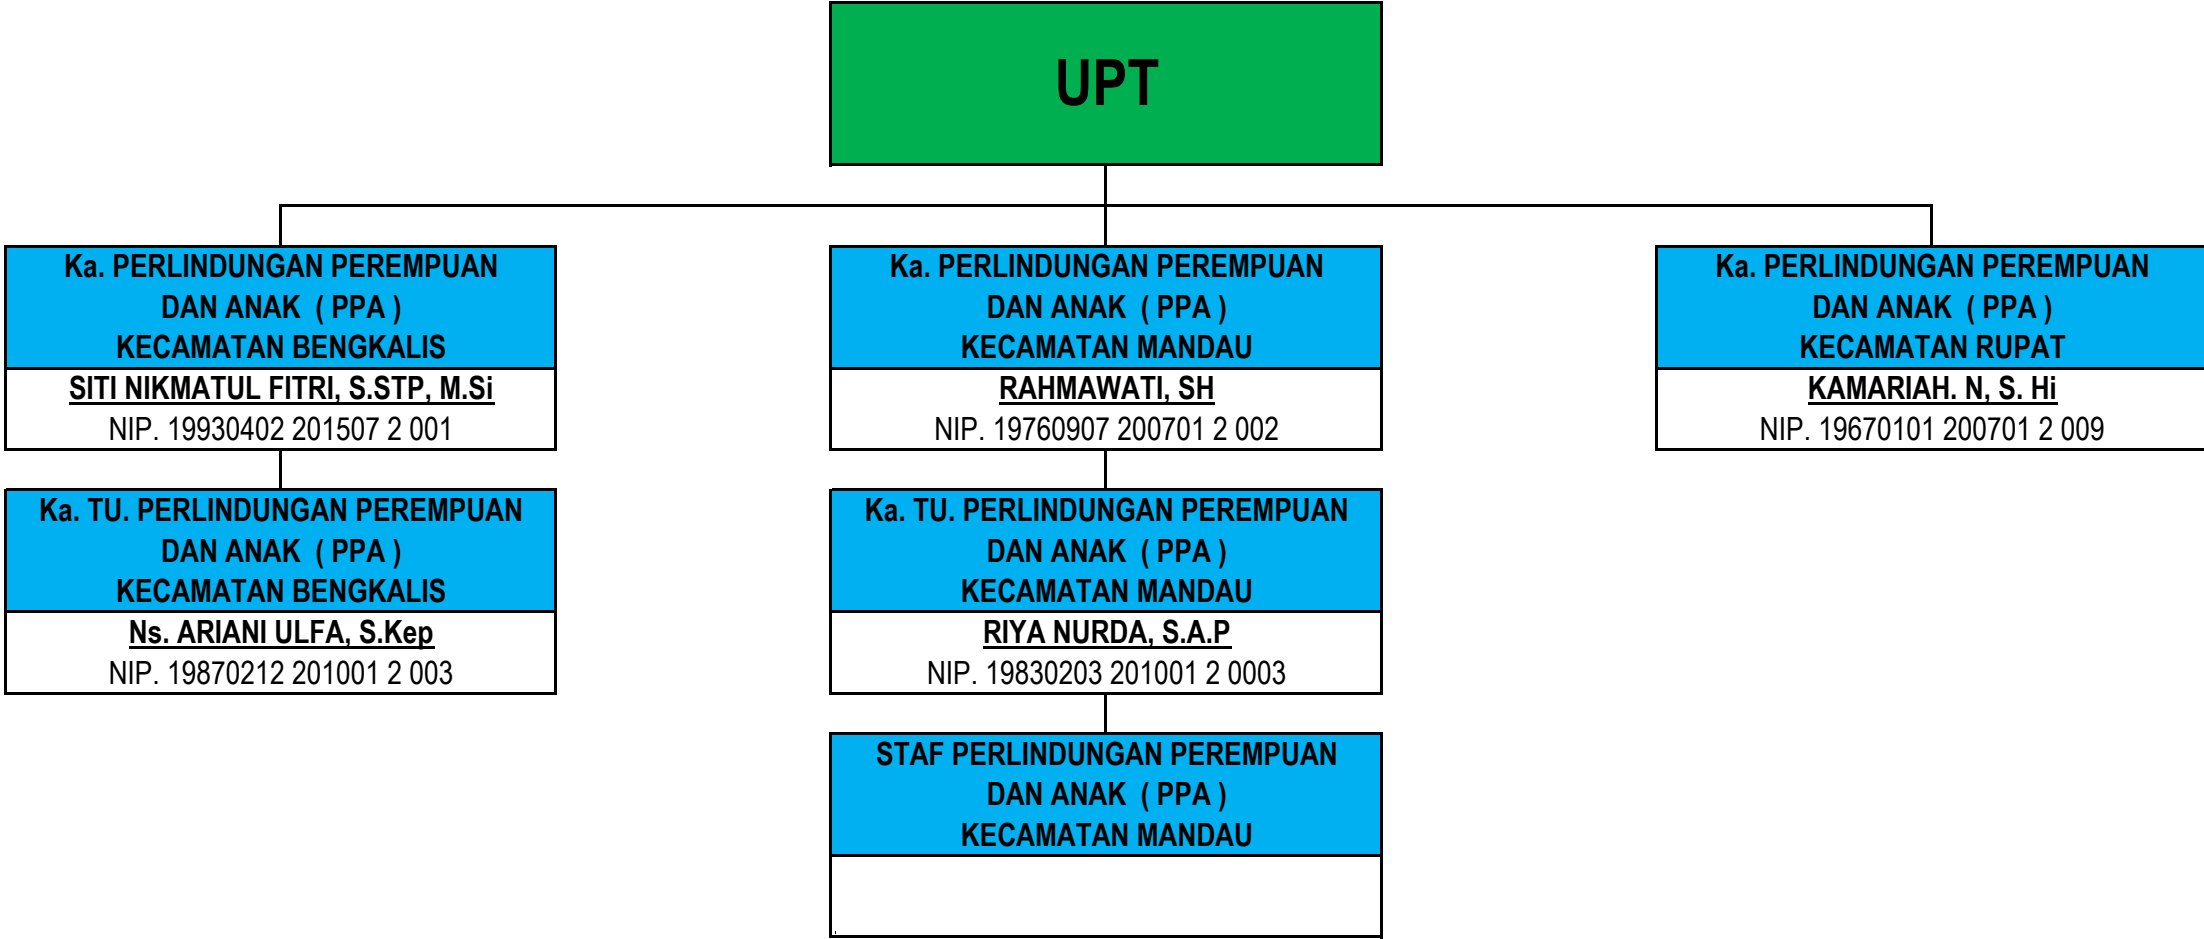 UPT
Ka. PERLINDUNGAN PEREMPUAN
DAN ANAK ( PPA )
KECAMATAN BENGKALIS
SITI NIKMATUL FITRI, S.STP, M.Si
NIP. 19930402 201507 2 001
Ka. PERLINDUNGAN PEREMPUAN
DAN ANAK ( PPA )
KECAMATAN MANDAU
RAHMAWATI, SH
NIP. 19760907 200701 2 002
Ka. PERLINDUNGAN PEREMPUAN
DAN ANAK ( PPA )
KECAMATAN RUPAT
KAMARIAH. N, S. Hi
NIP. 19670101 200701 2 009
Ka. TU. PERLINDUNGAN PEREMPUAN
DAN ANAK ( PPA )
KECAMATAN BENGKALIS
Ns. ARIANI ULFA, S.Kep
NIP. 19870212 201001 2 003
Ka. TU. PERLINDUNGAN PEREMPUAN
DAN ANAK ( PPA )
KECAMATAN MANDAU
RIYA NURDA, S.A.P
NIP. 19830203 201001 2 0003
STAF PERLINDUNGAN PEREMPUAN
DAN ANAK ( PPA )
KECAMATAN MANDAU